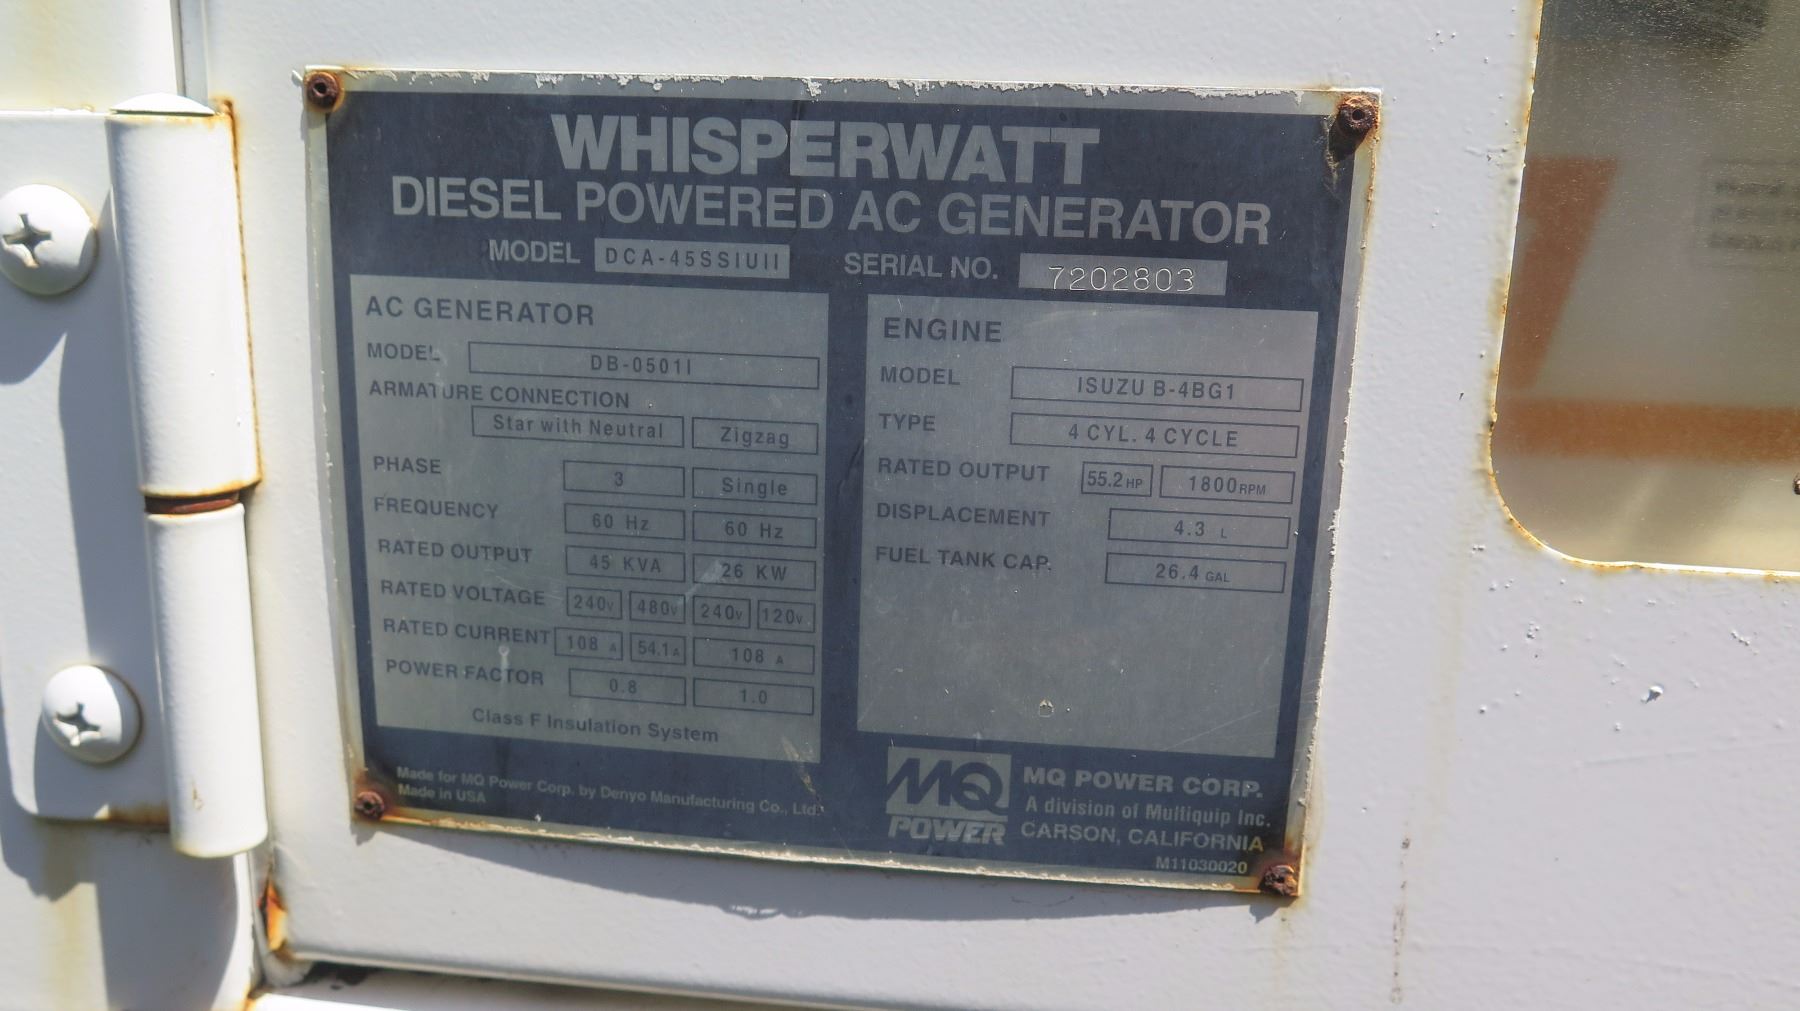 WHISPERWATT
DIESEL POWERED AC GENERATOR
MODEL DCA-45SSIUII SERIAL NO. 7202803
AC GENERATOR
MODEL DB-0501I
ARMATURE CONNECTION
Star with Neutral Zigzag
PHASE 3 Single
FREQUENCY 60 Hz 60 Hz
RATED OUTPUT 45 KVA 26 KW
RATED VOLTAGE 240V 480V 240V 120V
RATED CURRENT 108 A 54.1 A 108 A
POWER FACTOR 0.8 1.0
Class F Insulation System
ENGINE
MODEL ISUZU B-4BG1
TYPE 4 CYL. 4 CYCLE
RATED OUTPUT 55.2 HP 1800 RPM
DISPLACEMENT 4.3 L
FUEL TANK CAP. 26.4 GAL
Made for MQ Power Corp. by Denyo Manufacturing Co., Ltd.
Made in USA
MQ
POWER
MQ POWER CORP.
A division of Multiquip Inc.
CARSON, CALIFORNIA
M11030020